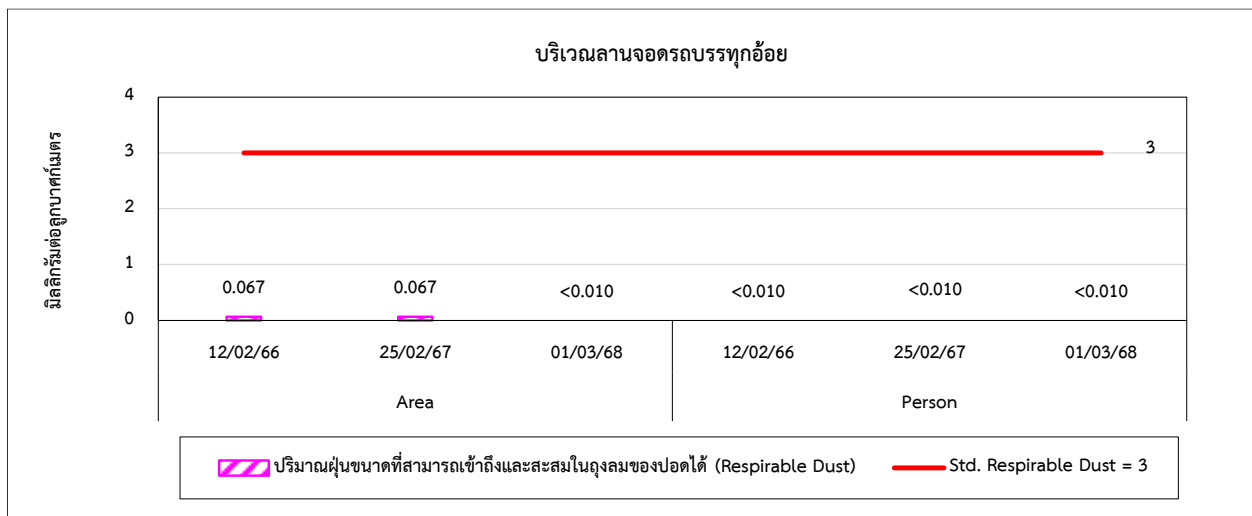 บริเวณลานจอดรถบรรทุกอ้อย
มิลลิกรัมต่อลูกบาศก์เมตร
4
3
2
1
0
3
0.067 0.067 <0.010 <0.010 <0.010 <0.010
12/02/66 25/02/67 01/03/68 12/02/66 25/02/67 01/03/68
Area Person
ปริมาณฝุ่นขนาดที่สามารถเข้าถึงและสะสมในถุงลมของปอดได้ (Respirable Dust) Std. Respirable Dust = 3